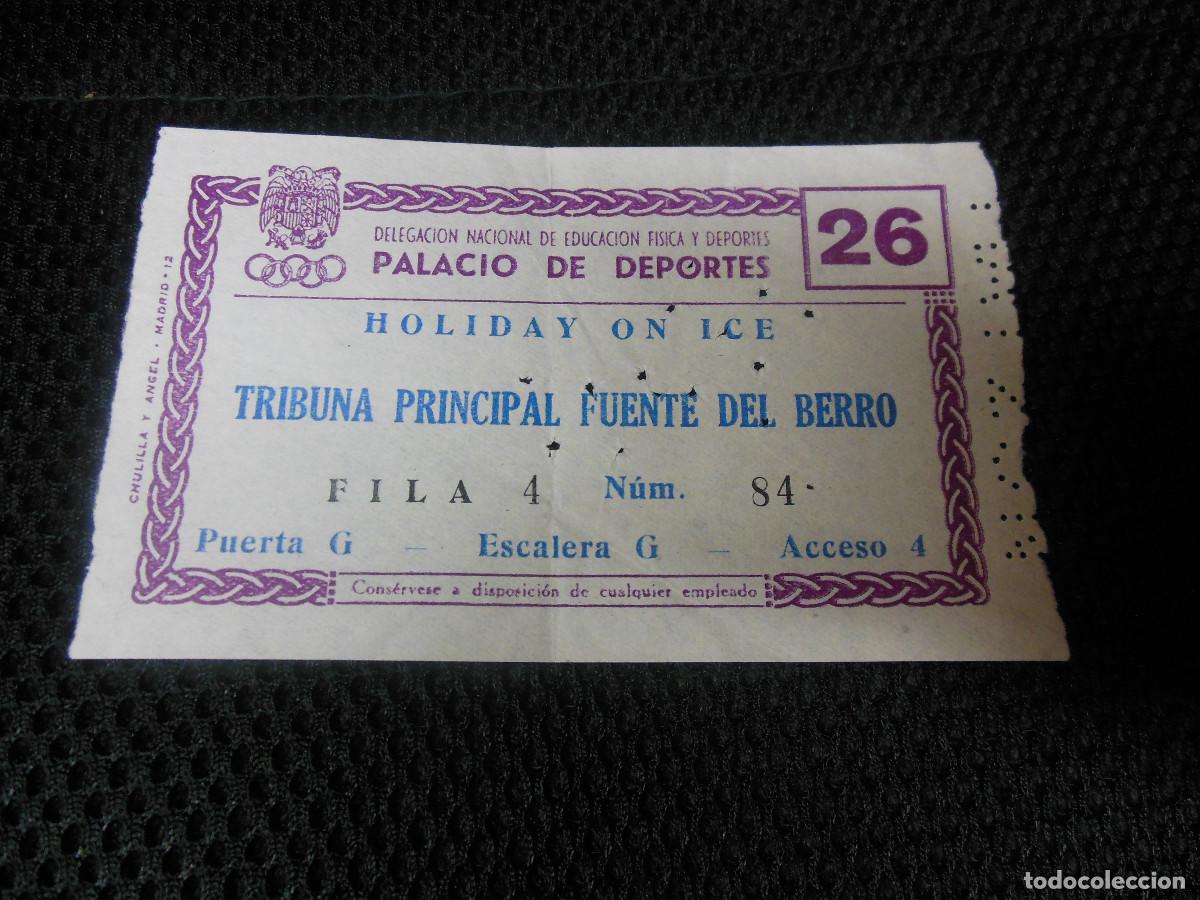 DELEGACION NACIONAL DE EDUCACION FISICA Y DEPORTES
PALACIO DE DEPORTES
26
HOLIDAY ON ICE
TRIBUNA PRINCIPAL FUENTE DEL BERRO
FILA 4 Núm. 84
Puerta G – Escalera G – Acceso 4
Consérvese a disposición de cualquier empleado
CHULILLA Y ANGEL • MADRID • 12
todocoleccion